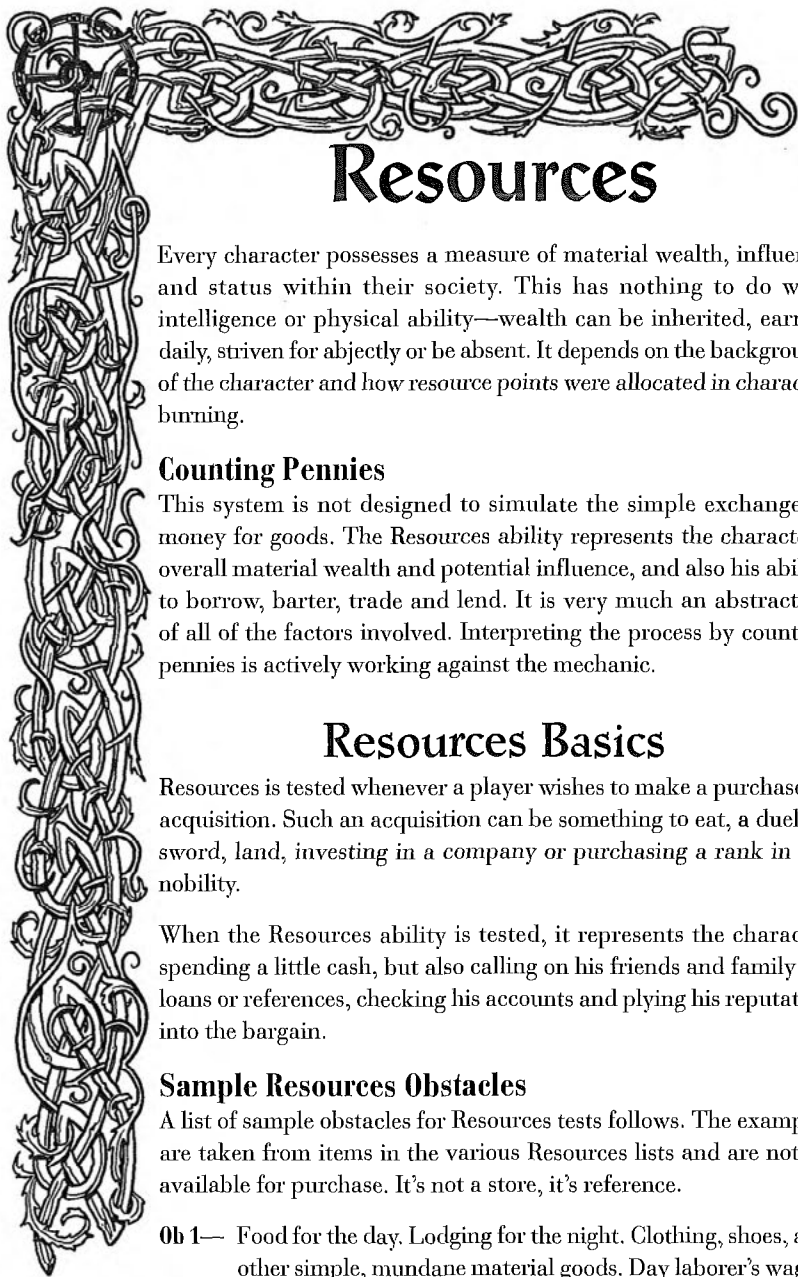 Resources
Every character possesses a measure of material wealth, influe
and status within their society. This has nothing to do w
intelligence or physical ability—wealth can be inherited, earn
daily, striven for abjectly or be absent. It depends on the backgrou
of the character and how resource points were allocated in charac
burning.
Counting Pennies
This system is not designed to simulate the simple exchange
money for goods. The Resources ability represents the charact
overall material wealth and potential influence, and also his abi
to borrow, barter, trade and lend. It is very much an abstract
of all of the factors involved. Interpreting the process by count
pennies is actively working against the mechanic.
Resources Basics
Resources is tested whenever a player wishes to make a purchase
acquisition. Such an acquisition can be something to eat, a duel
sword, land, investing in a company or purchasing a rank in
nobility.
When the Resources ability is tested, it represents the charac
spending a little cash, but also calling on his friends and family
loans or references, checking his accounts and plying his reputat
into the bargain.
Sample Resources Obstacles
A list of sample obstacles for Resources tests follows. The examp
are taken from items in the various Resources lists and are not
available for purchase. It's not a store, it's reference.
Ob 1— Food for the day. Lodging for the night. Clothing, shoes, a
other simple, mundane material goods. Day laborer's wag